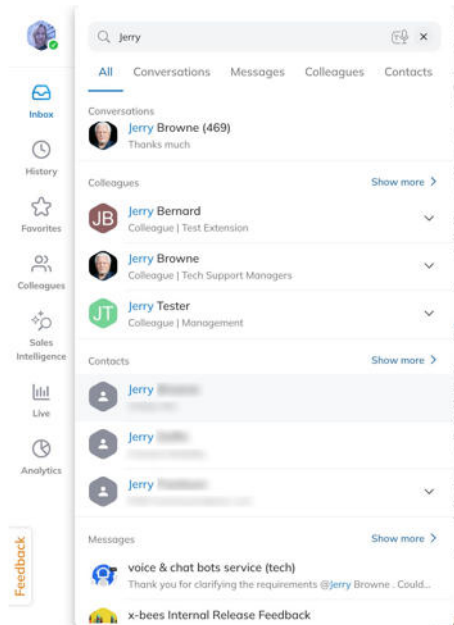 Jerry
All Conversations Messages Colleagues Contacts
Inbox
History
Favorites
Colleagues
Sales
Intelligence
Live
Analytics
Feedback
Conversations
Jerry Browne (469)
Thanks much
Colleagues Show more
JB
Jerry Bernard
Colleague | Test Extension
Jerry Browne
Colleague | Tech Support Managers
JT
Jerry Tester
Colleague | Management
Contacts Show more
Jerry
Jerry
Jerry
Messages Show more
voice & chat bots service (tech)
Thank you for clarifying the requirements @Jerry Browne . Could...
x-bees Internal Release Feedback